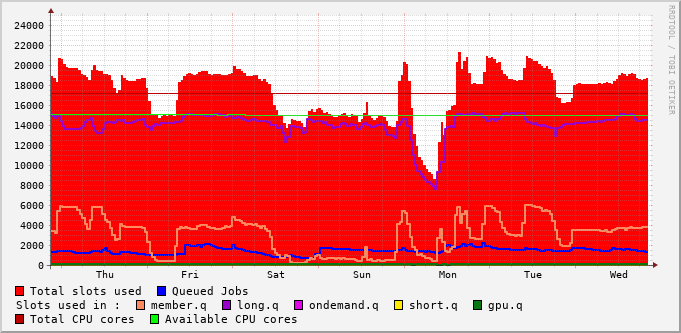 24000
22000
20000
18000
16000
14000
12000
10000
8000
6000
4000
2000
0
Thu Fri Sat Sun Mon Tue Wed
RRDTOOL / TOBI OETIKER
Total slots used Queued Jobs
Slots used in : member.q long.q ondemand.q short.q gpu.q
Total CPU cores Available CPU cores